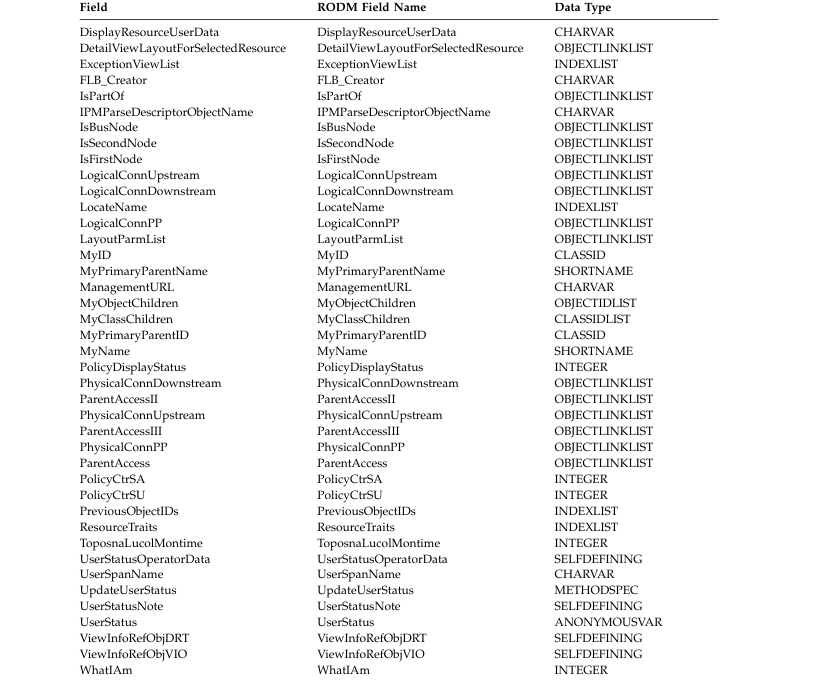 Field RODM Field Name Data Type
DisplayResourceUserData DisplayResourceUserData CHARVAR
DetailViewLayoutForSelectedResource DetailViewLayoutForSelectedResource OBJECTLINKLIST
ExceptionViewList ExceptionViewList INDEXLIST
FLB_Creator FLB_Creator CHARVAR
IsPartOf IsPartOf OBJECTLINKLIST
IPMParseDescriptorObjectName IPMParseDescriptorObjectName CHARVAR
IsBusNode IsBusNode OBJECTLINKLIST
IsSecondNode IsSecondNode OBJECTLINKLIST
IsFirstNode IsFirstNode OBJECTLINKLIST
LogicalConnUpstream LogicalConnUpstream OBJECTLINKLIST
LogicalConnDownstream LogicalConnDownstream OBJECTLINKLIST
LocateName LocateName INDEXLIST
LogicalConnPP LogicalConnPP OBJECTLINKLIST
LayoutParmList LayoutParmList OBJECTLINKLIST
MyID MyID CLASSID
MyPrimaryParentName MyPrimaryParentName SHORTNAME
ManagementURL ManagementURL CHARVAR
MyObjectChildren MyObjectChildren OBJECTIDLIST
MyClassChildren MyClassChildren CLASSIDLIST
MyPrimaryParentID MyPrimaryParentID CLASSID
MyName MyName SHORTNAME
PolicyDisplayStatus PolicyDisplayStatus INTEGER
PhysicalConnDownstream PhysicalConnDownstream OBJECTLINKLIST
ParentAccessII ParentAccessII OBJECTLINKLIST
PhysicalConnUpstream PhysicalConnUpstream OBJECTLINKLIST
ParentAccessIII ParentAccessIII OBJECTLINKLIST
PhysicalConnPP PhysicalConnPP OBJECTLINKLIST
ParentAccess ParentAccess OBJECTLINKLIST
PolicyCtrSA PolicyCtrSA INTEGER
PolicyCtrSU PolicyCtrSU INTEGER
PreviousObjectIDs PreviousObjectIDs INDEXLIST
ResourceTraits ResourceTraits INDEXLIST
ToposnaLucolMontime ToposnaLucolMontime INTEGER
UserStatusOperatorData UserStatusOperatorData SELFDEFINING
UserSpanName UserSpanName CHARVAR
UpdateUserStatus UpdateUserStatus METHODSPEC
UserStatusNote UserStatusNote SELFDEFINING
UserStatus UserStatus ANONYMOUSVAR
ViewInfoRefObjDRT ViewInfoRefObjDRT SELFDEFINING
ViewInfoRefObjVIO ViewInfoRefObjVIO SELFDEFINING
WhatIAm WhatIAm INTEGER